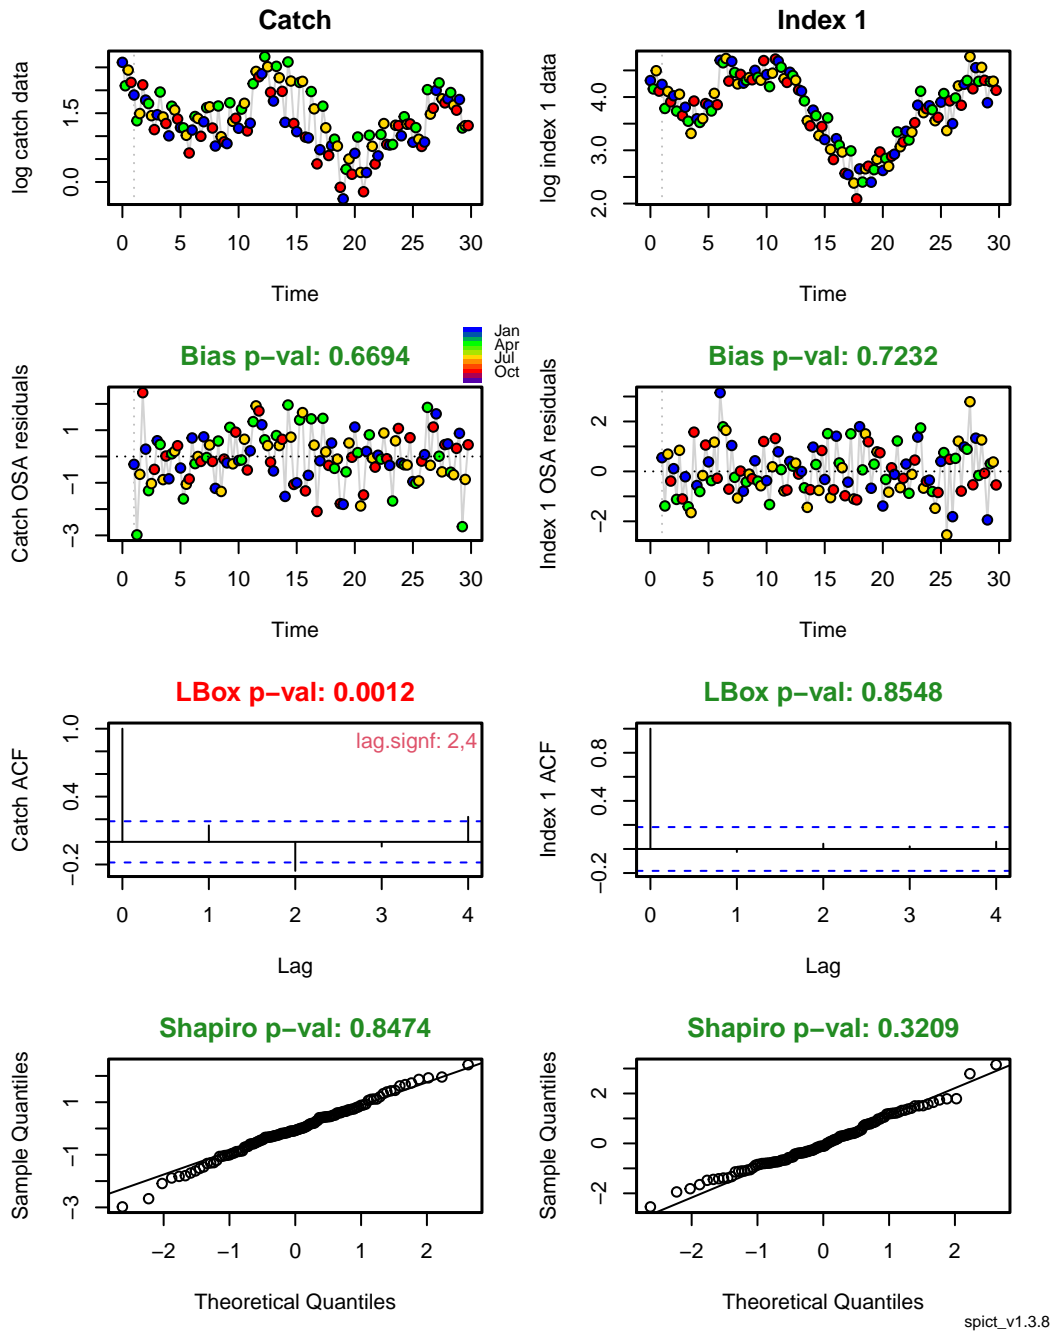 Catch
log catch data
0.0 1.5
0 5 10 15 20 25 30
Time
Index 1
log index 1 data
2.0 3.0 4.0
0 5 10 15 20 25 30
Time
Bias p−val: 0.6694
Jan
Apr
Jul
Oct
Catch OSA residuals
−3 −1 1
0 5 10 15 20 25 30
Time
Bias p−val: 0.7232
Index 1 OSA residuals
−2 0 2
0 5 10 15 20 25 30
Time
LBox p−val: 0.0012
lag.signf: 2,4
Catch ACF
−0.2 0.4 1.0
0 1 2 3 4
Lag
LBox p−val: 0.8548
Index 1 ACF
−0.2 0.4 0.8
0 1 2 3 4
Lag
Shapiro p−val: 0.8474
Sample Quantiles
−3 −1 1
−2 −1 0 1 2
Theoretical Quantiles
Shapiro p−val: 0.3209
Sample Quantiles
−2 0 2
−2 −1 0 1 2
Theoretical Quantiles
spict_v1.3.8